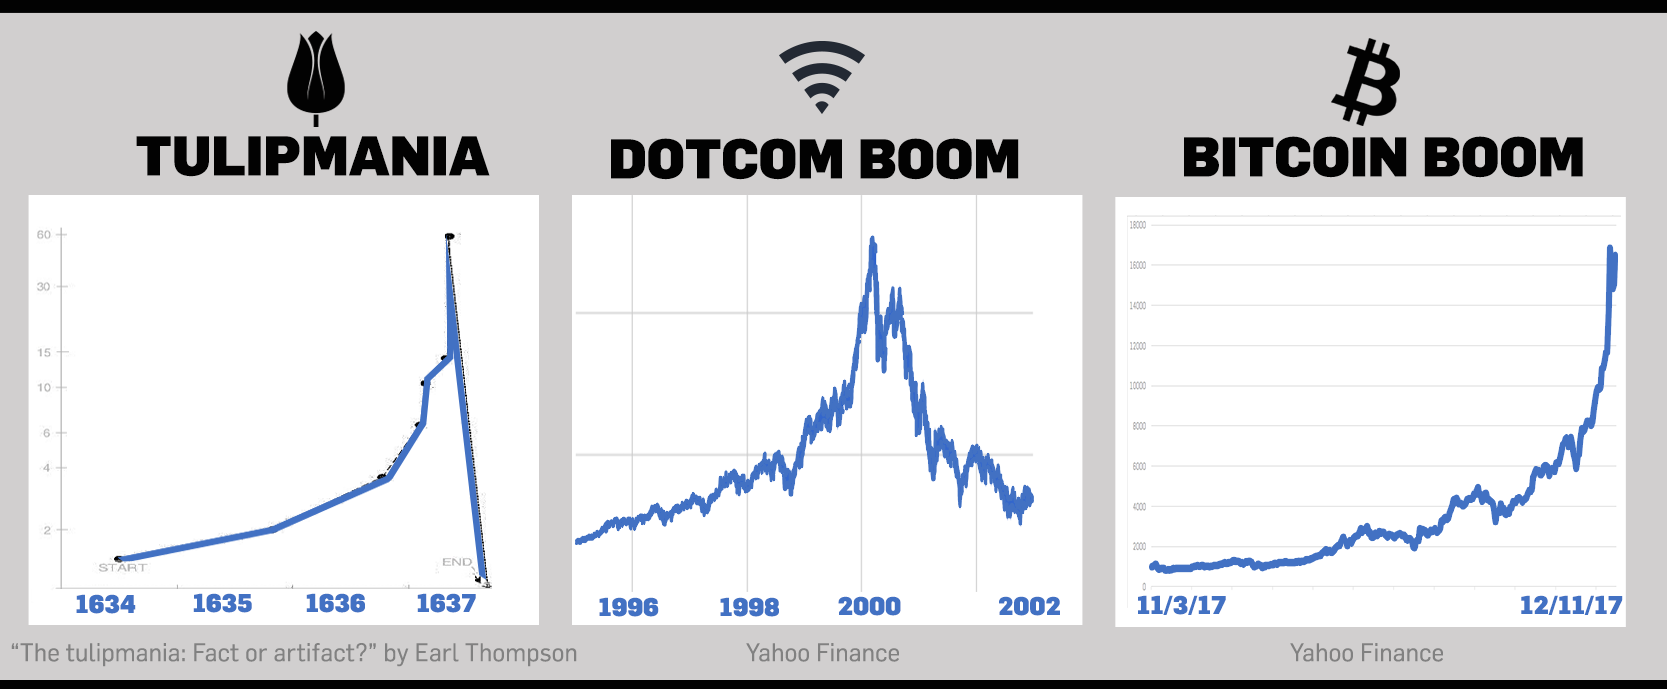 TULIPMANIA
60
30
15
10
6
4
2
START
END
1634 1635 1636 1637
“The tulipmania: Fact or artifact?” by Earl Thompson
DOTCOM BOOM
1996 1998 2000 2002
Yahoo Finance
BITCOIN BOOM
18000
16000
14000
12000
10000
8000
6000
4000
2000
0
11/3/17 12/11/17
Yahoo Finance